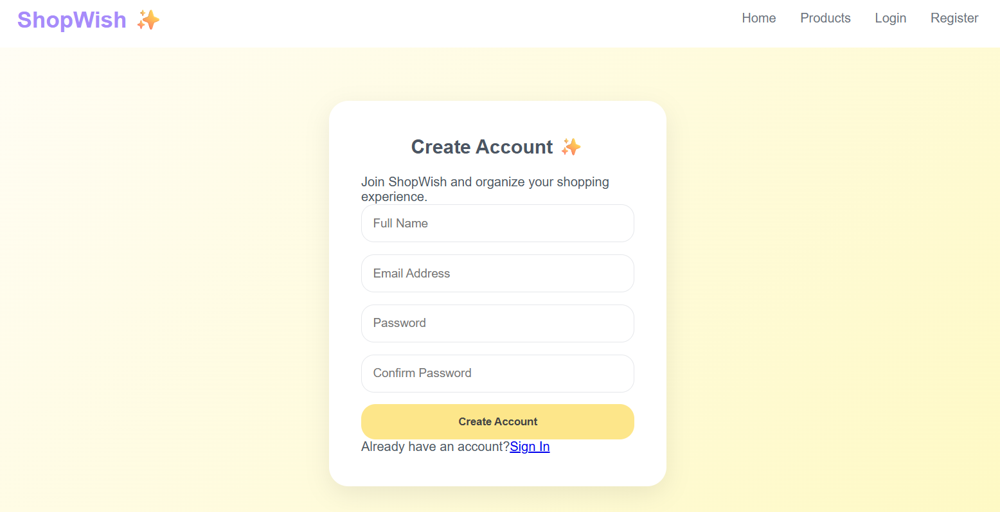 ShopWish ✨
Home Products Login Register
Create Account ✨
Join ShopWish and organize your shopping
experience.
Full Name
Email Address
Password
Confirm Password
Create Account
Already have an account?Sign In